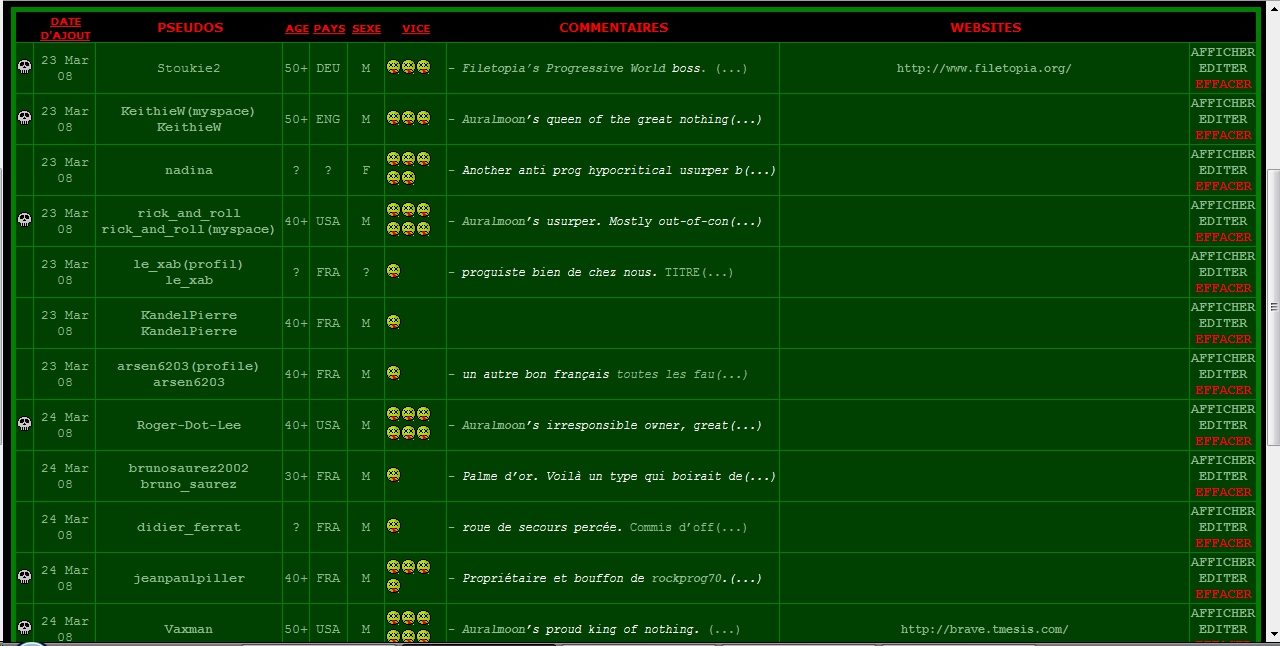 DATE D'AJOUT PSEUDOS AGE PAYS SEXE VICE COMMENTAIRES WEBSITES
23 Mar 08 Stoukie2 50+ DEU M - Filetopia's Progressive World boss. (...) http://www.filetopia.org/ AFFICHER EDITER EFFACER
23 Mar 08 KeithieW(myspace) KeithieW 50+ ENG M - Auralmoon's queen of the great nothing(...) AFFICHER EDITER EFFACER
23 Mar 08 nadina ? ? F - Another anti prog hypocritical usurper b(...) AFFICHER EDITER EFFACER
23 Mar 08 rick_and_roll rick_and_roll(myspace) 40+ USA M - Auralmoon's usurper. Mostly out-of-con(...) AFFICHER EDITER EFFACER
23 Mar 08 le_xab(profil) le_xab ? FRA ? - proguiste bien de chez nous. TITRE(...) AFFICHER EDITER EFFACER
23 Mar 08 KandelPierre KandelPierre 40+ FRA M AFFICHER EDITER EFFACER
23 Mar 08 arsen6203(profile) arsen6203 40+ FRA M - un autre bon français toutes les fau(...) AFFICHER EDITER EFFACER
24 Mar 08 Roger-Dot-Lee 40+ USA M - Auralmoon's irresponsible owner, great(...) AFFICHER EDITER EFFACER
24 Mar 08 brunosaurez2002 bruno_saurez 30+ FRA M - Palme d'or. Voilà un type qui boirait de(...) AFFICHER EDITER EFFACER
24 Mar 08 didier_ferrat ? FRA M - roue de secours percée. Commis d'off(...) AFFICHER EDITER EFFACER
24 Mar 08 jeanpaulpiller 40+ FRA M - Propriétaire et bouffon de rockprog70.(...) AFFICHER EDITER EFFACER
24 Mar 08 Vaxman 50+ USA M - Auralmoon's proud king of nothing. (...) http://brave.tmesis.com/ AFFICHER EDITER